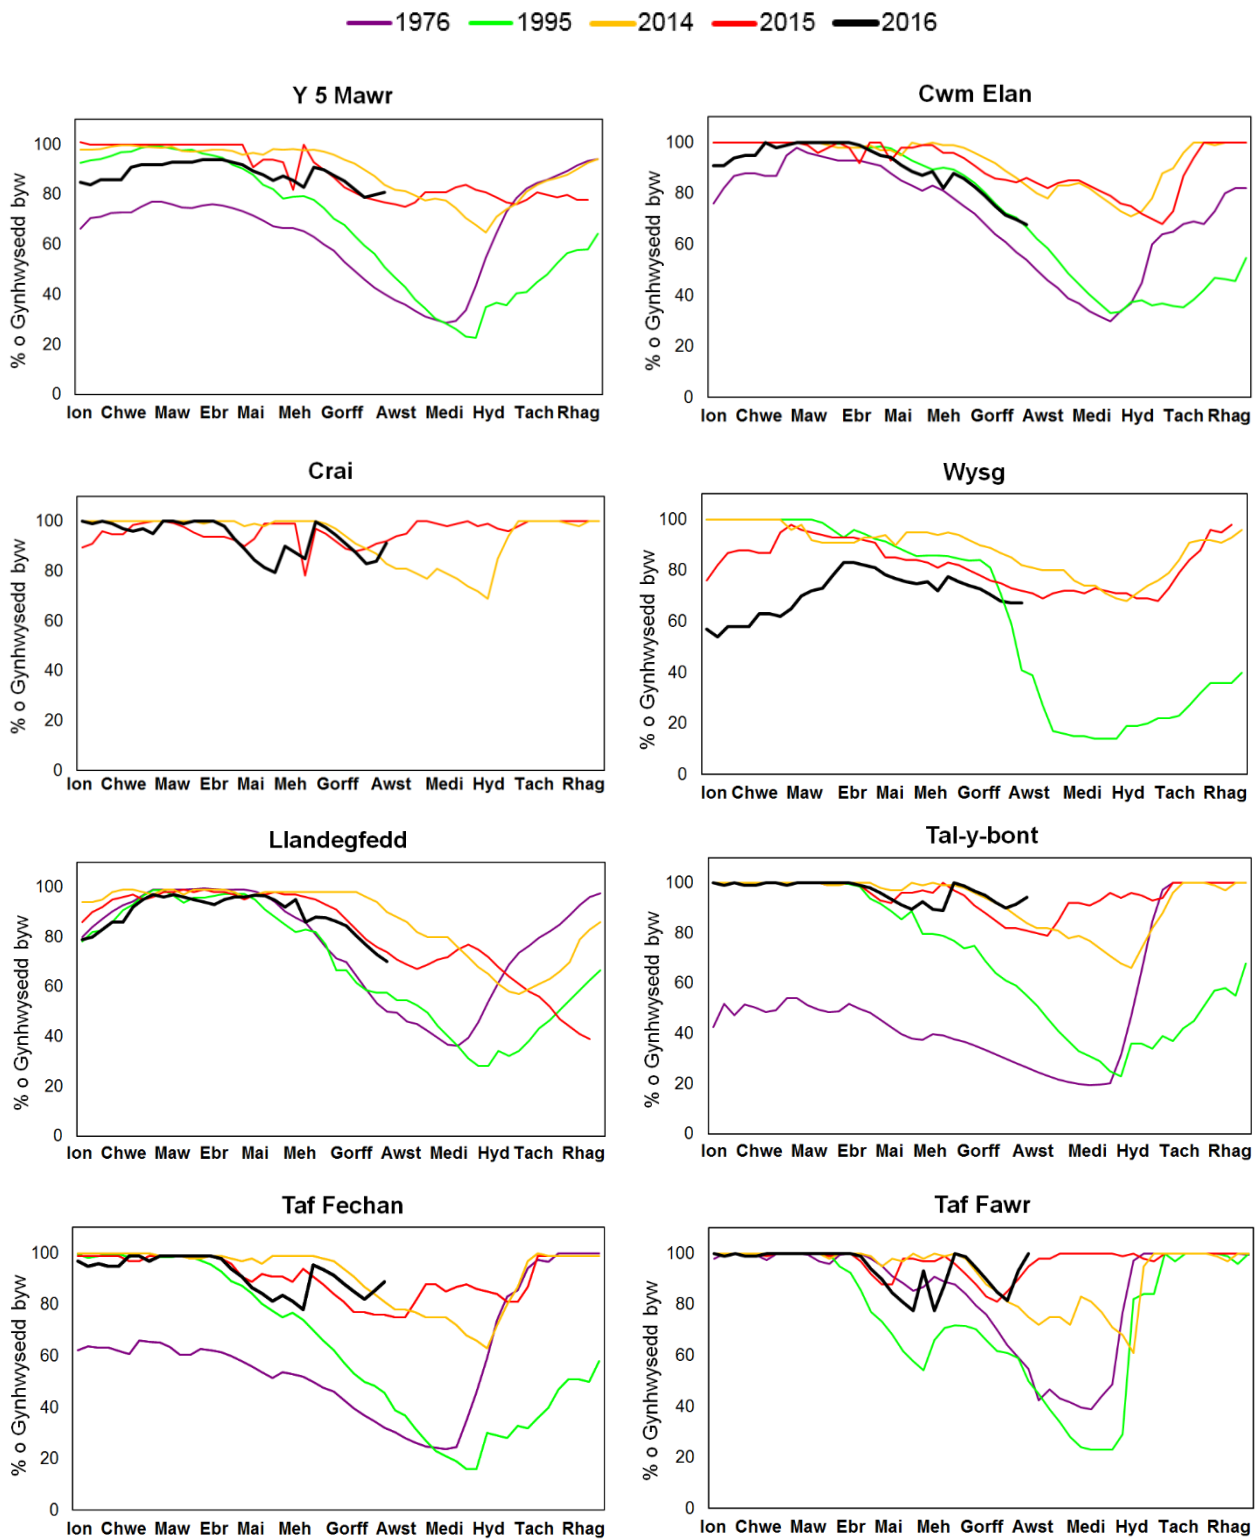 1976 1995 2014 2015 2016
Y 5 Mawr
% o Gynhwysedd byw
100
80
60
40
20
0
Ion Chwe Maw Ebr Mai Meh Gorff Awst Medi Hyd Tach Rhag
Cwm Elan
% o Gynhwysedd byw
100
80
60
40
20
0
Ion Chwe Maw Ebr Mai Meh Gorff Awst Medi Hyd Tach Rhag
Crai
% o Gynhwysedd byw
100
80
60
40
20
0
Ion Chwe Maw Ebr Mai Meh Gorff Awst Medi Hyd Tach Rhag
Wysg
% o Gynhwysedd byw
100
80
60
40
20
0
Ion Chwe Maw Ebr Mai Meh Gorff Awst Medi Hyd Tach Rhag
Llandegfedd
% o Gynhwysedd byw
100
80
60
40
20
0
Ion Chwe Maw Ebr Mai Meh Gorff Awst Medi Hyd Tach Rhag
Tal-y-bont
% o Gynhwysedd byw
100
80
60
40
20
0
Ion Chwe Maw Ebr Mai Meh Gorff Awst Medi Hyd Tach Rhag
Taf Fechan
% o Gynhwysedd byw
100
80
60
40
20
0
Ion Chwe Maw Ebr Mai Meh Gorff Awst Medi Hyd Tach Rhag
Taf Fawr
% o Gynhwysedd byw
100
80
60
40
20
0
Ion Chwe Maw Ebr Mai Meh Gorff Awst Medi Hyd Tach Rhag